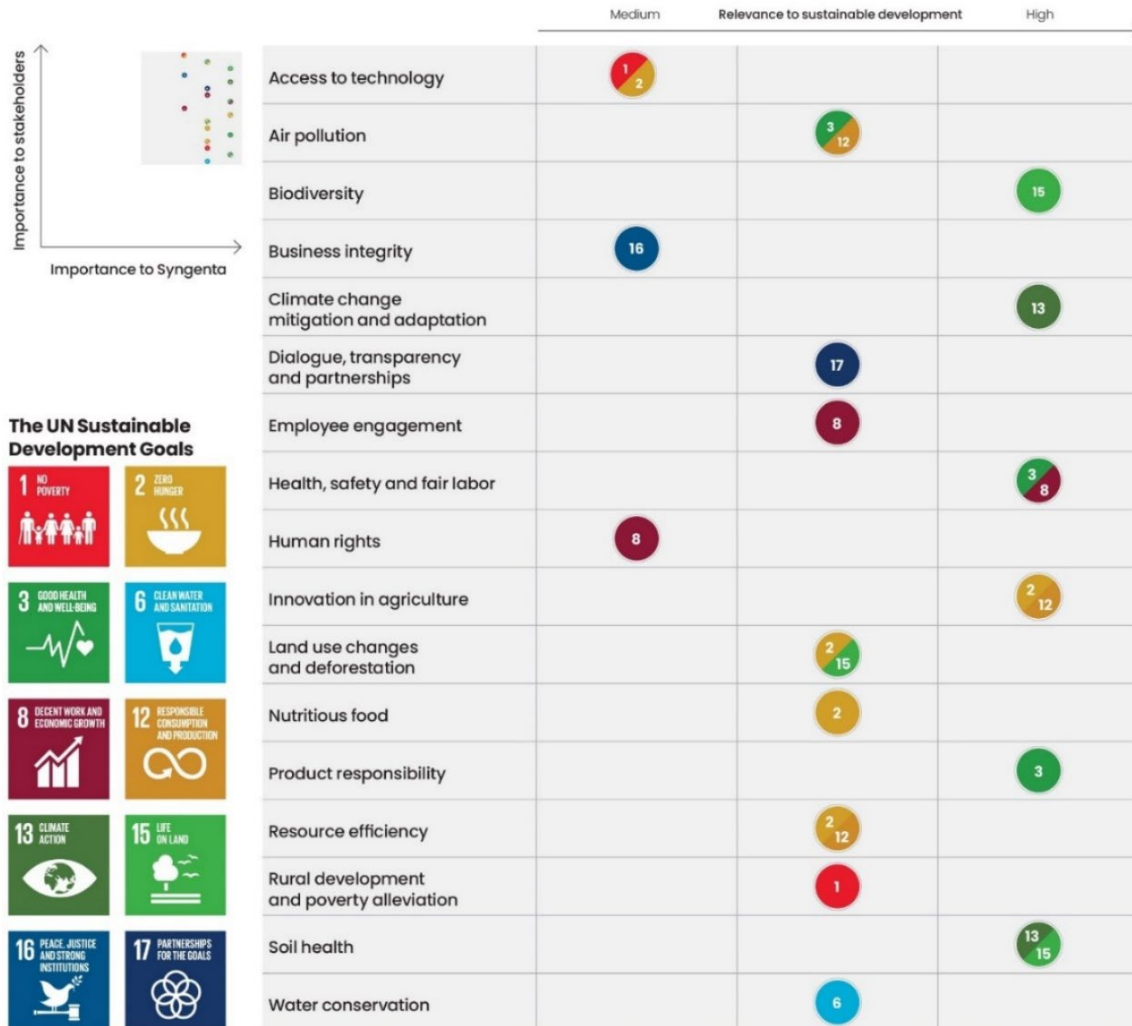 Medium Relevance to sustainable development High
Importance to stakeholders
Importance to Syngenta
Access to technology 1 2
Air pollution 3 12
Biodiversity 15
Business integrity 16
Climate change
mitigation and adaptation 13
Dialogue, transparency
and partnerships 17
Employee engagement 8
Health, safety and fair labor 3 8
Human rights 8
Innovation in agriculture 2 12
Land use changes
and deforestation 2 15
Nutritious food 2
Product responsibility 3
Resource efficiency 2 12
Rural development
and poverty alleviation 1
Soil health 13 15
Water conservation 6
The UN Sustainable
Development Goals
1 NO
POVERTY
2 ZERO
HUNGER
3 GOOD HEALTH
AND WELL-BEING
6 CLEAN WATER
AND SANITATION
8 DECENT WORK AND
ECONOMIC GROWTH
12 RESPONSIBLE
CONSUMPTION
AND PRODUCTION
13 CLIMATE
ACTION
15 LIFE
ON LAND
16 PEACE, JUSTICE
AND STRONG
INSTITUTIONS
17 PARTNERSHIPS
FOR THE GOALS